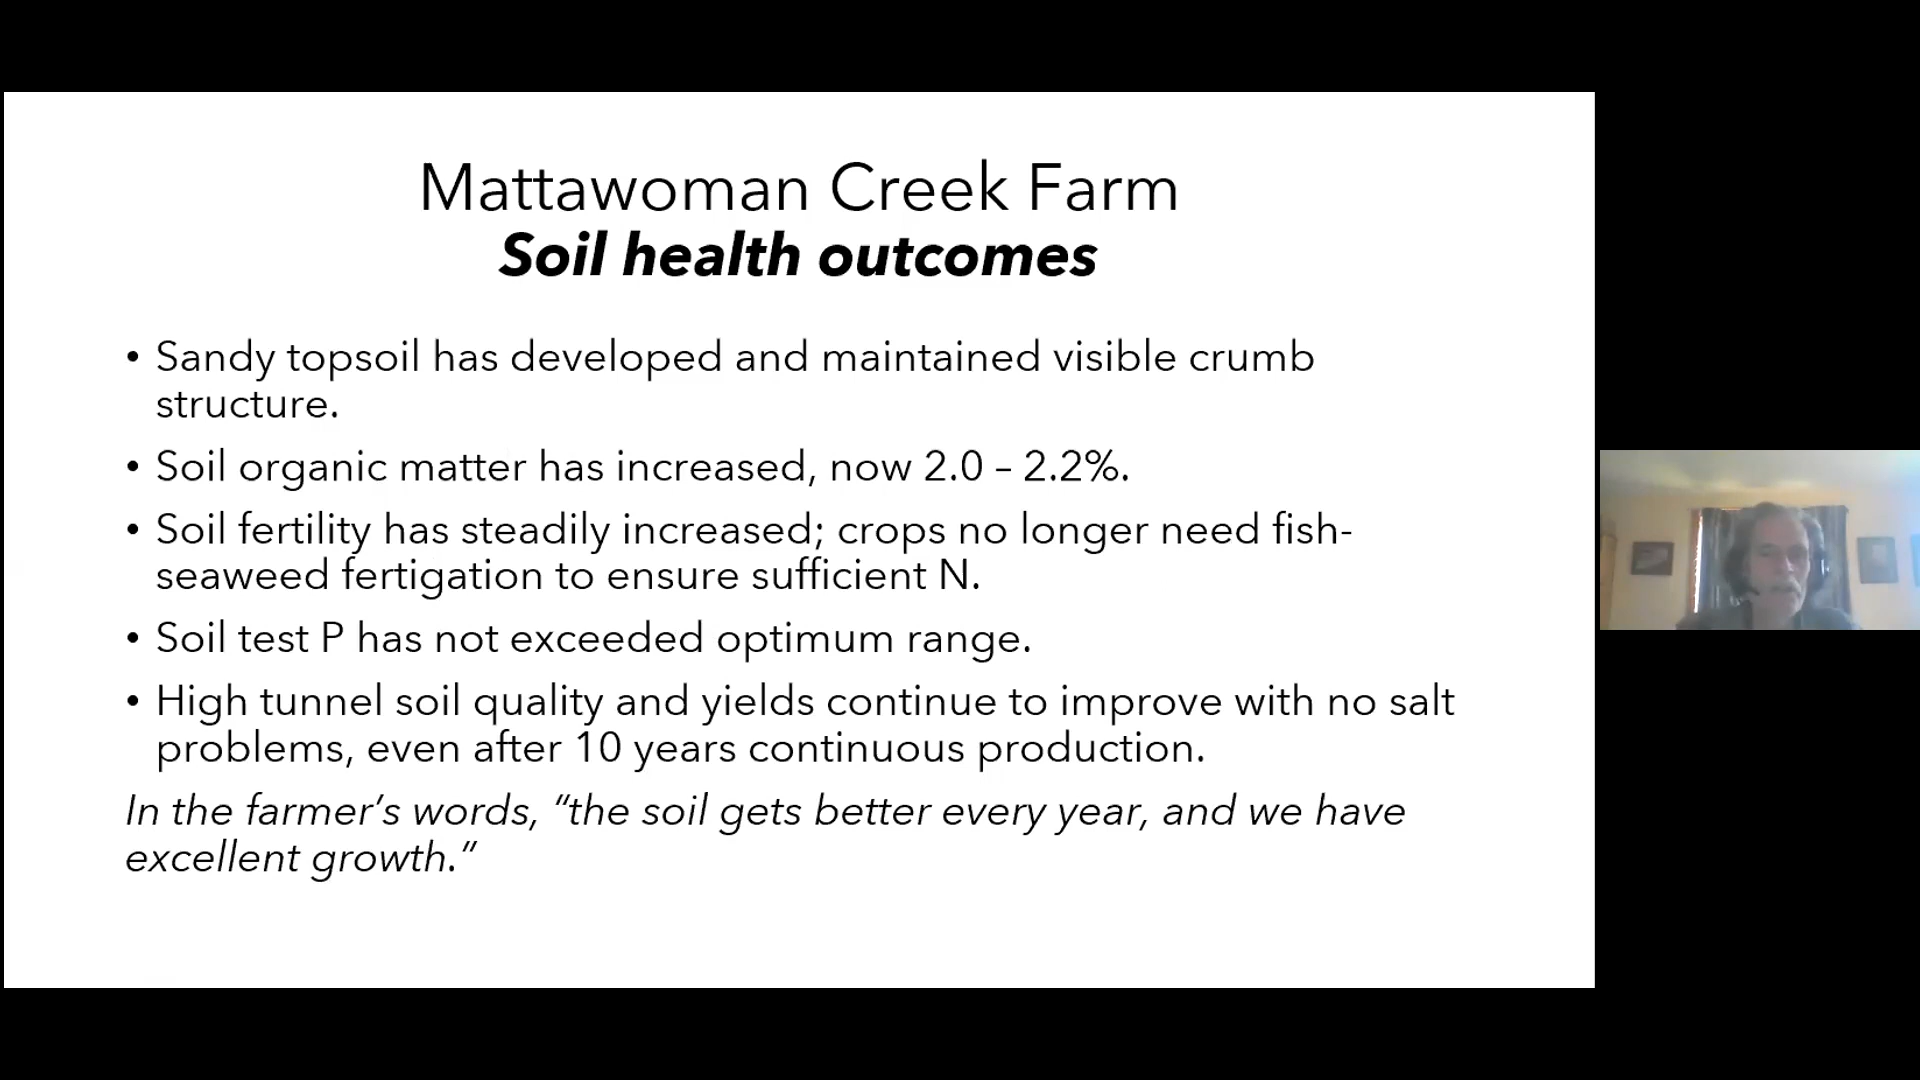 Mattawoman Creek Farm
Soil health outcomes
• Sandy topsoil has developed and maintained visible crumb
structure.
• Soil organic matter has increased, now 2.0 – 2.2%.
• Soil fertility has steadily increased; crops no longer need fish-
seaweed fertigation to ensure sufficient N.
• Soil test P has not exceeded optimum range.
• High tunnel soil quality and yields continue to improve with no salt
problems, even after 10 years continuous production.
In the farmer’s words, “the soil gets better every year, and we have
excellent growth.”